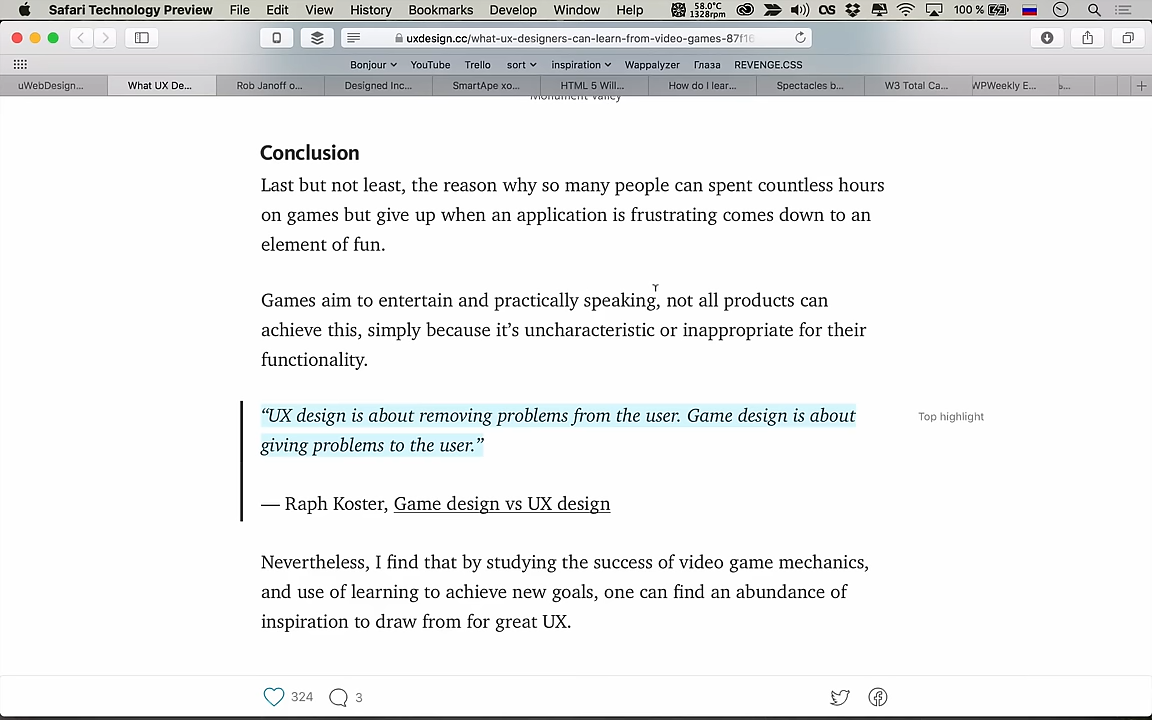 Safari Technology Preview File Edit View History Bookmarks Develop Window Help 58.0°C 1328rpm 100 %
uxdesign.cc/what-ux-designers-can-learn-from-video-games-87f16
Bonjour YouTube Trello sort inspiration Wappalyzer Глаза REVENGE.CSS
uWebDesign... What UX De... Rob Janoff o... Designed Inc... SmartApe хо... HTML 5 Will... How do I lear... Spectacles b... W3 Total Ca... WPWeekly E...
Monument Valley
Conclusion
Last but not least, the reason why so many people can spent countless hours
on games but give up when an application is frustrating comes down to an
element of fun.
Games aim to entertain and practically speaking, not all products can
achieve this, simply because it’s uncharacteristic or inappropriate for their
functionality.
“UX design is about removing problems from the user. Game design is about
giving problems to the user.”
Top highlight
— Raph Koster, Game design vs UX design
Nevertheless, I find that by studying the success of video game mechanics,
and use of learning to achieve new goals, one can find an abundance of
inspiration to draw from for great UX.
324 3